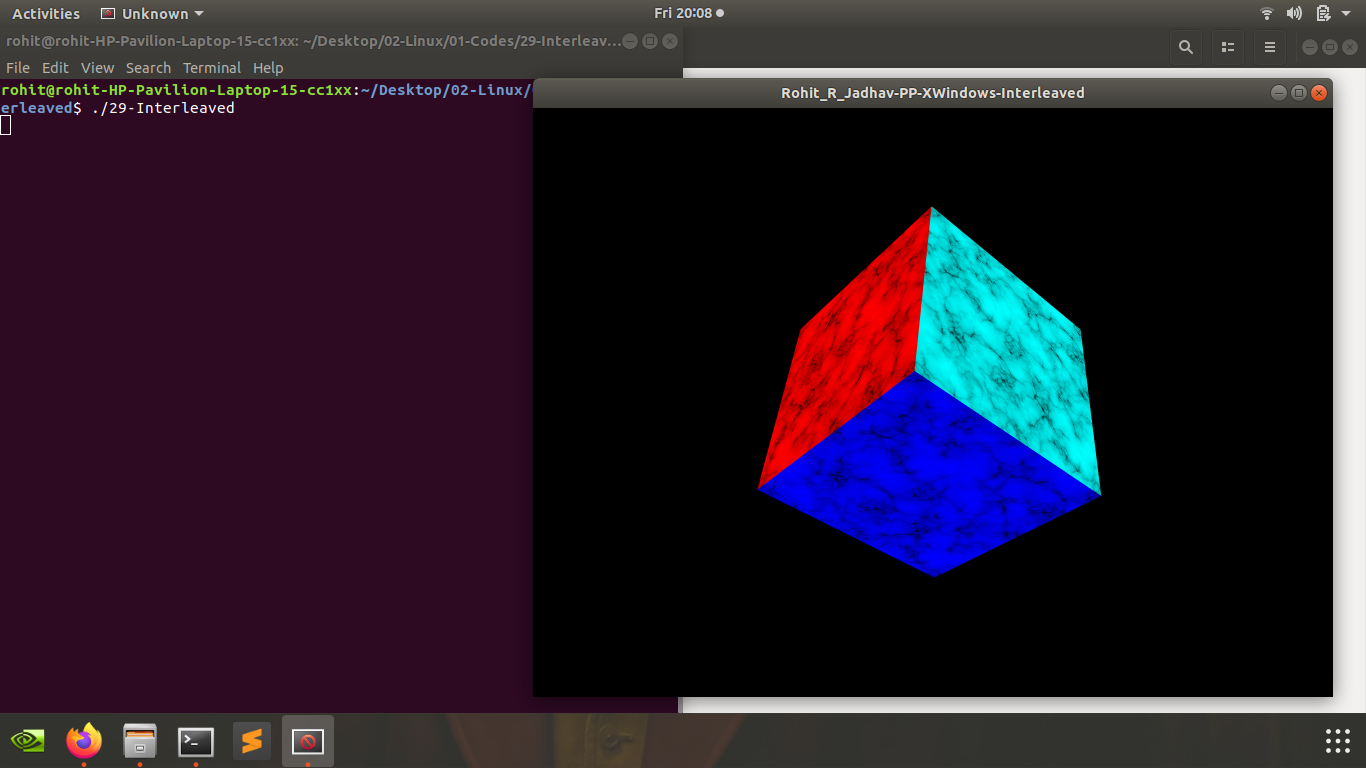 Activities Unknown Fri 20:08
rohit@rohit-HP-Pavilion-Laptop-15-cc1xx: ~/Desktop/02-Linux/01-Codes/29-Interleav…
File Edit View Search Terminal Help
rohit@rohit-HP-Pavilion-Laptop-15-cc1xx:~/Desktop/02-Linux/
erleaved$ ./29-Interleaved
Rohit_R_Jadhav-PP-XWindows-Interleaved